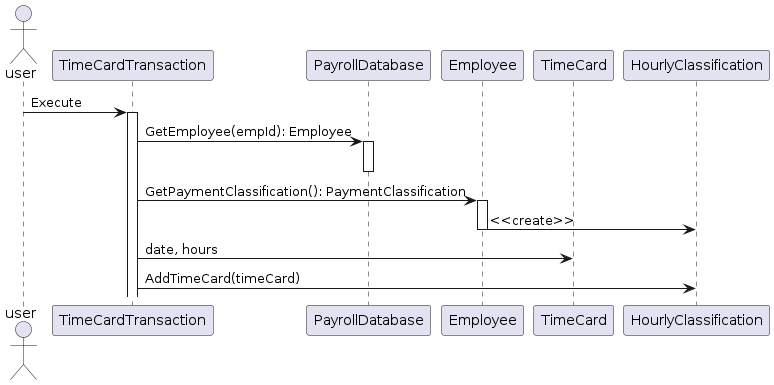 user
TimeCardTransaction
PayrollDatabase
Employee
TimeCard
HourlyClassification
Execute
GetEmployee(empId): Employee
GetPaymentClassification(): PaymentClassification
<<create>>
date, hours
AddTimeCard(timeCard)
user
TimeCardTransaction
PayrollDatabase
Employee
TimeCard
HourlyClassification